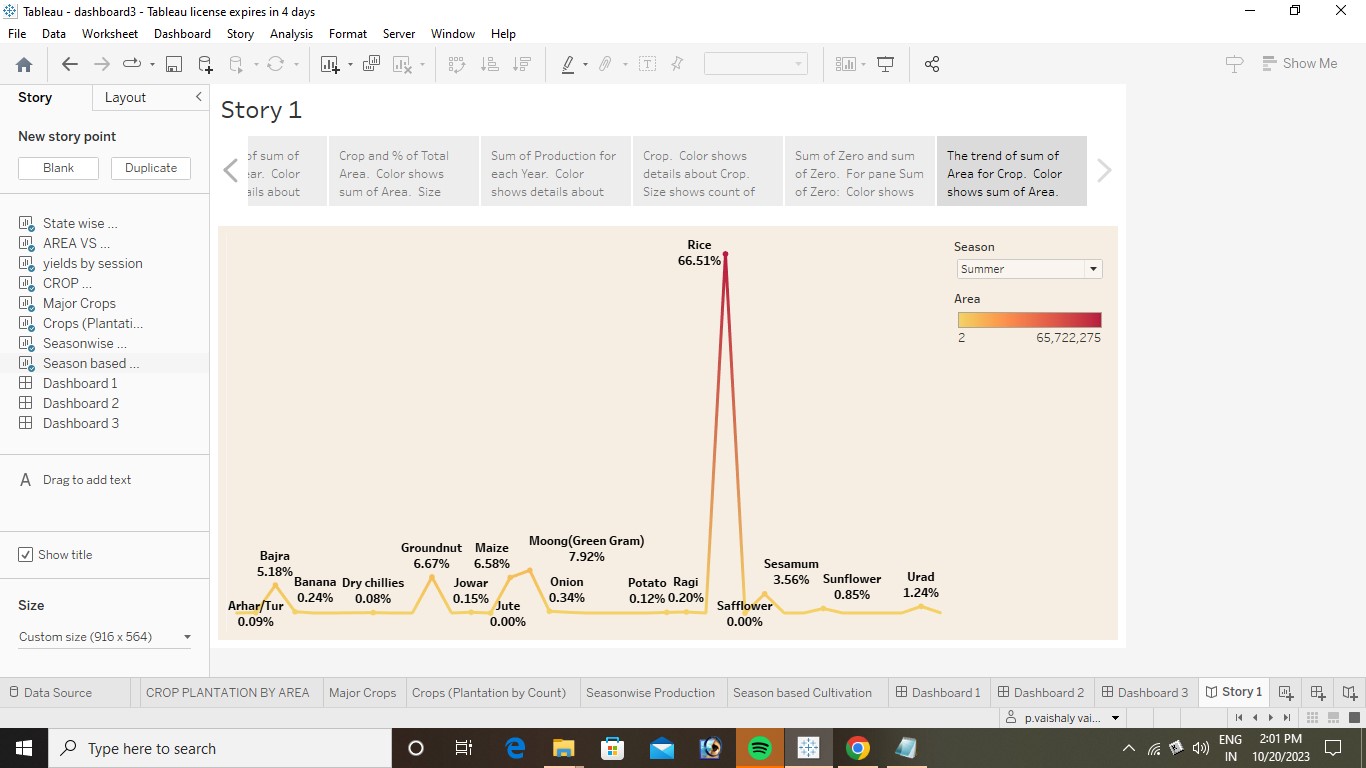 Tableau - dashboard3 - Tableau license expires in 4 days
File Data Worksheet Dashboard Story Analysis Format Server Window Help
Show Me
Story Layout
New story point
Blank Duplicate
State wise ...
AREA VS ...
yields by session
CROP ...
Major Crops
Crops (Plantati...
Seasonwise ...
Season based ...
Dashboard 1
Dashboard 2
Dashboard 3
A Drag to add text
Show title
Size
Custom size (916 x 564)
Story 1
of sum of
ear. Color
ails about
Crop and % of Total
Area. Color shows
sum of Area. Size
Sum of Production for
each Year. Color
shows details about
Crop. Color shows
details about Crop.
Size shows count of
Sum of Zero and sum
of Zero. For pane Sum
of Zero: Color shows
The trend of sum of
Area for Crop. Color
shows sum of Area.
Season
Summer
Area
2 65,722,275
Rice
66.51%
Arhar/Tur
0.09%
Bajra
5.18%
Banana
0.24%
Dry chillies
0.08%
Groundnut
6.67%
Jowar
0.15%
Maize
6.58%
Jute
0.00%
Moong(Green Gram)
7.92%
Onion
0.34%
Potato
0.12%
Ragi
0.20%
Safflower
0.00%
Sesamum
3.56%
Sunflower
0.85%
Urad
1.24%
Data Source CROP PLANTATION BY AREA Major Crops Crops (Plantation by Count) Seasonwise Production Season based Cultivation Dashboard 1 Dashboard 2 Dashboard 3 Story 1
p.vaishaly vai...
Type here to search
ENG
IN
2:01 PM
10/20/2023